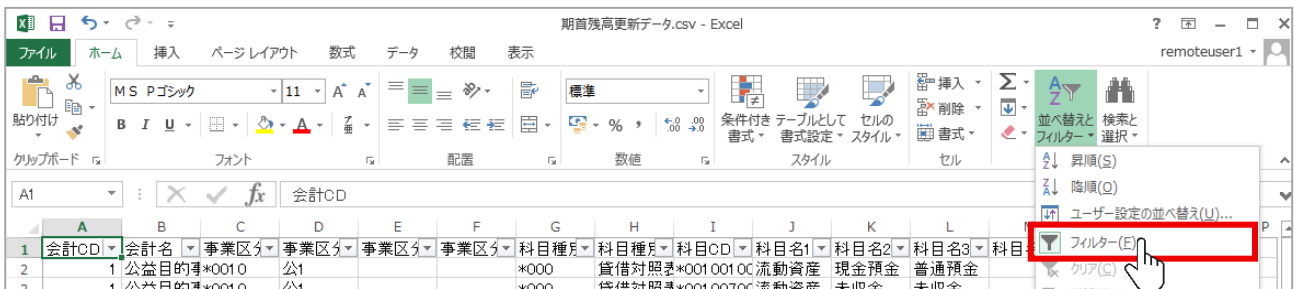 期首残高更新データ.csv - Excel
ファイル ホーム 挿入 ページ レイアウト 数式 データ 校閲 表示 remoteuser1
貼り付け
ＭＳ Ｐゴシック 11
標準
条件付き 書式
テーブルとして 書式設定
セルの スタイル
挿入
削除
書式
並べ替えと フィルター
検索と 選択
クリップボード フォント 配置 数値 スタイル セル
昇順(S)
降順(O)
ユーザー設定の並べ替え(U)...
フィルター(F)
クリア(C)
A1 fx 会計CD
A B C D E F G H I J K L P
1 会計CD 会計名 事業区分 事業区分 事業区分 事業区分 科目種別 科目種別 科目CD 科目名1 科目名2 科目名3
2 1 公益目的事 *0010 公1 *000 貸借対照表 *00100100 流動資産 現金預金 普通預金